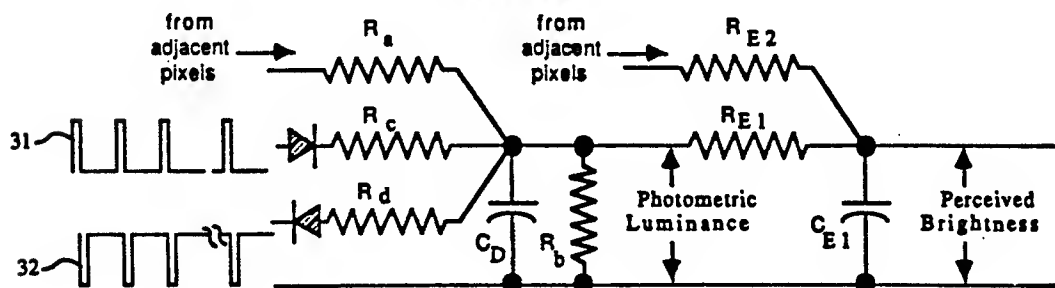 from
adjacent
pixels
R a
from
adjacent
pixels
R E2
31
R c
R E1
R d
Photometric
Luminance
Perceived
Brightness
32
C D
R b
C E1